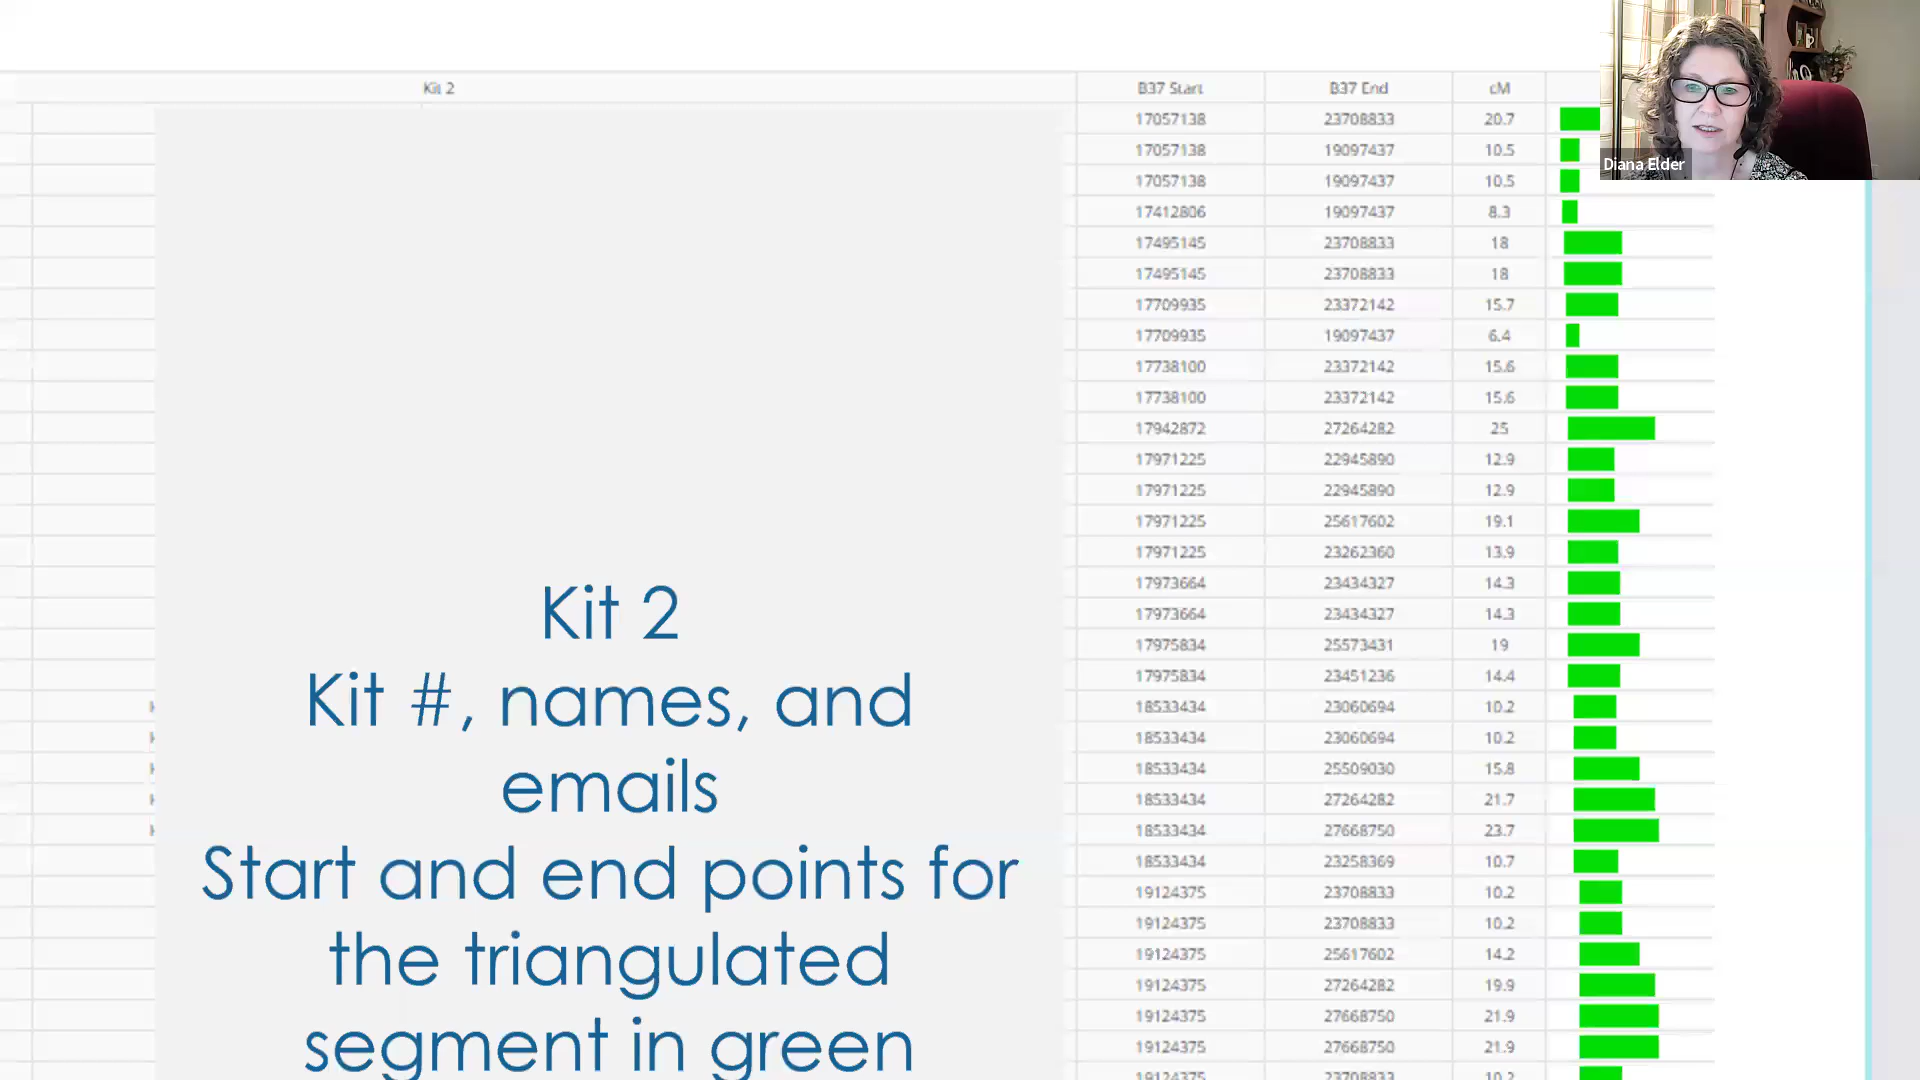 Kit 2 B37 Start B37 End cM
17057138 23708833 20.7
17057138 19097437 10.5
17057138 19097437 10.5
17412806 19097437 8.3
17495145 23708833 18
17495145 23708833 18
17709935 23372142 15.7
17709935 19097437 6.4
17738100 23372142 15.6
17738100 23372142 15.6
17942872 27264282 25
17971225 22945890 12.9
17971225 22945890 12.9
17971225 25617602 19.1
17971225 23262360 13.9
17973664 23434327 14.3
17973664 23434327 14.3
17975834 25573431 19
17975834 23451236 14.4
18533434 23060694 10.2
18533434 23060694 10.2
18533434 25509030 15.8
18533434 27264282 21.7
18533434 27668750 23.7
18533434 23258369 10.7
19124375 23708833 10.2
19124375 23708833 10.2
19124375 25617602 14.2
19124375 27264282 19.9
19124375 27668750 21.9
19124375 27668750 21.9
19124375 23708833 10.2
Kit 2
Kit #, names, and
emails
Start and end points for
the triangulated
segment in green
Diana Elder